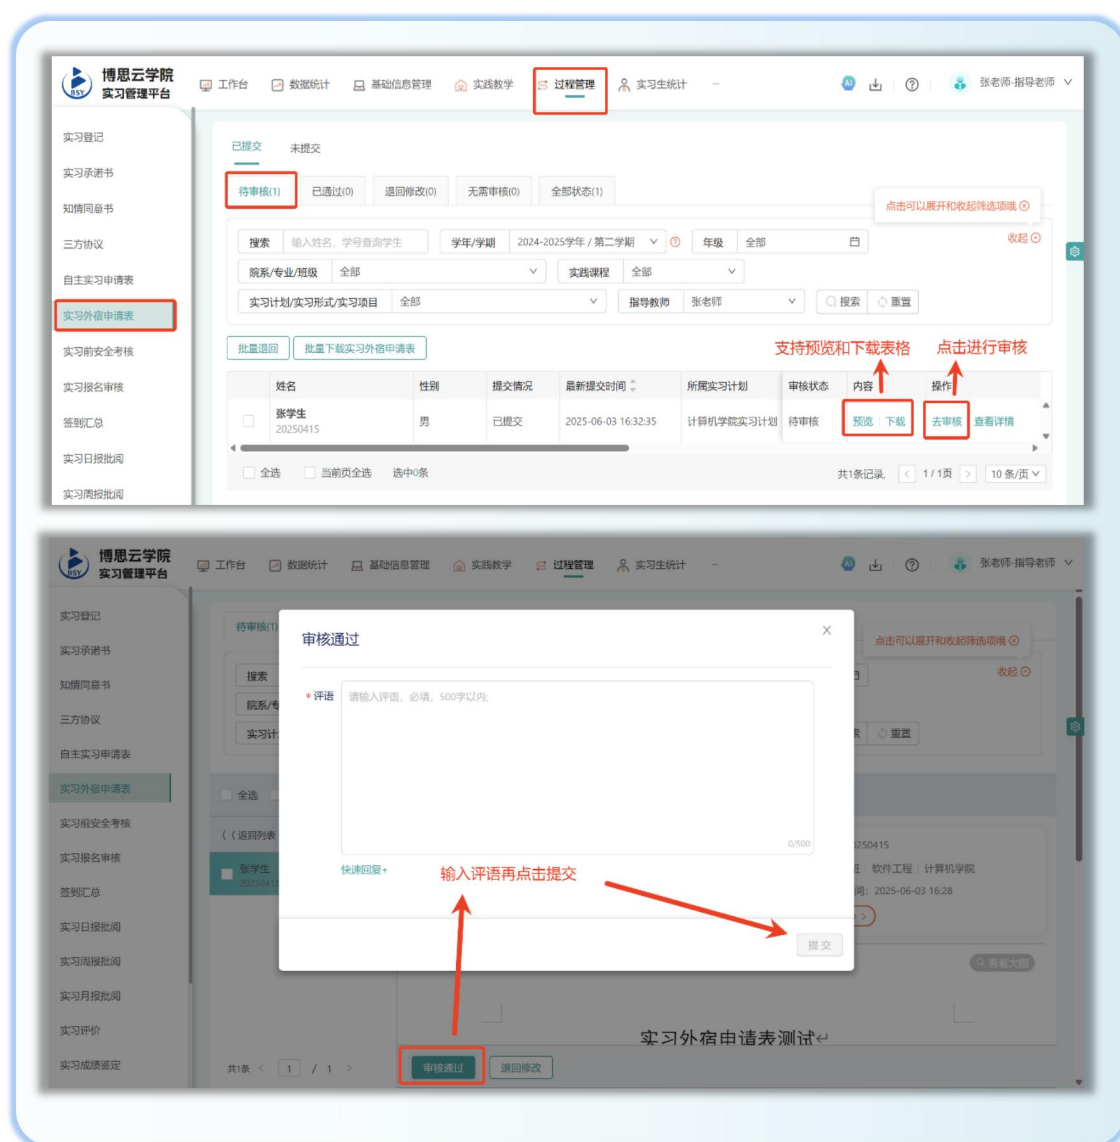 博思云学院
实习管理平台
BSY
工作台 数据统计 基础信息管理 实践教学 过程管理 实习生统计 ··· AI 张老师-指导老师
实习登记
实习承诺书
知情同意书
三方协议
自主实习申请表
实习外宿申请表
实习前安全考核
实习报名审核
签到汇总
实习日报批阅
实习周报批阅
已提交 未提交
待审核(1) 已通过(0) 退回修改(0) 无需审核(0) 全部状态(1)
点击可以展开和收起筛选项哦
搜索 输入姓名、学号查询学生 学年/学期 2024-2025学年 / 第二学期 年级 全部 收起
院系/专业/班级 全部 实践课程 全部
实习计划/实习形式/实习项目 全部 指导教师 张老师 搜索 重置
批量退回 批量下载实习外宿申请表 支持预览和下载表格 点击进行审核
姓名 性别 提交情况 最新提交时间 所属实习计划 审核状态 内容 操作
张学生 男 已提交 2025-06-03 16:32:35 计算机学院实习计划 待审核 预览 下载 去审核 查看详情
20250415
全选 当前页全选 选中0条 共1条记录, < 1 / 1页 > 10 条/页
博思云学院
实习管理平台
BSY
工作台 数据统计 基础信息管理 实践教学 过程管理 实习生统计 ··· AI 张老师-指导老师
实习登记
实习承诺书
知情同意书
三方协议
自主实习申请表
实习外宿申请表
实习前安全考核
实习报名审核
签到汇总
实习日报批阅
实习周报批阅
实习月报批阅
实习评价
实习成绩鉴定
待审核(1)
点击可以展开和收起筛选项哦
搜索 收起
院系/专
实习计 重置
全选
返回列表
张学生
审核通过 X
* 评语 请输入评语，必填，500字以内;
0/500
快速回复+
输入评语再点击提交
提 交
0250415
软件工程 计算机学院
间：2025-06-03 16:28
查看大图
实习外宿申请表测试↵
共1条 < 1 / 1 > 审核通过 退回修改